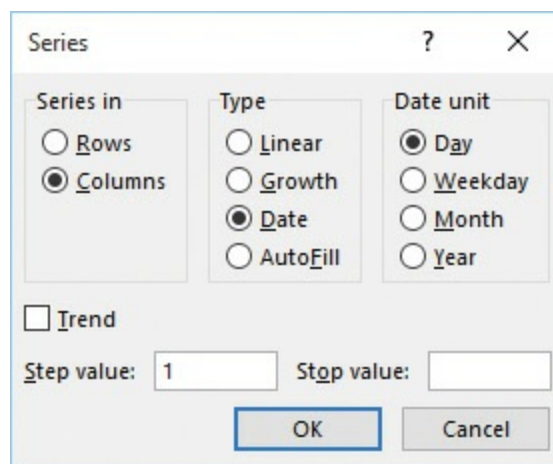 Series ?
Series in
Rows
Columns
Type
Linear
Growth
Date
AutoFill
Date unit
Day
Weekday
Month
Year
Trend
Step value: 1 Stop value:
OK Cancel